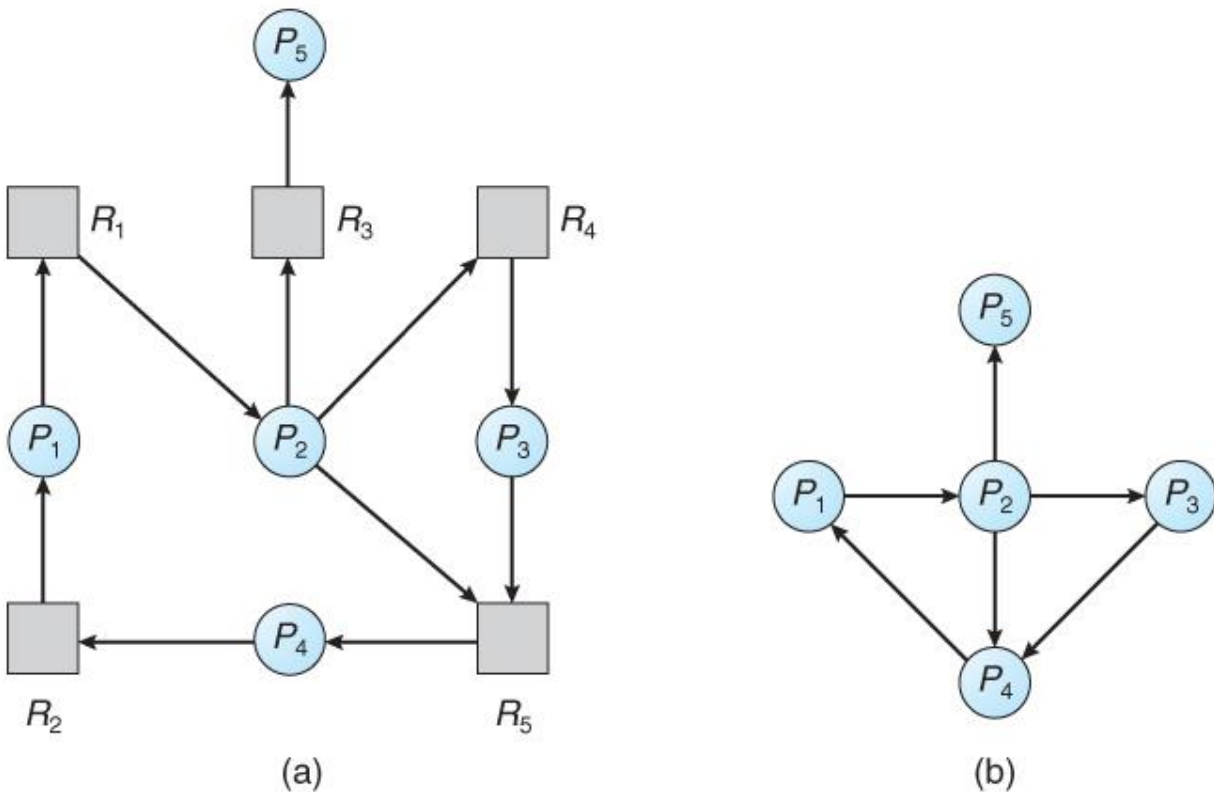 P₅
R₁ R₃ R₄
P₅
P₁ P₂ P₃
P₁ P₂ P₃
P₄
P₄
R₂ R₅
(a) (b)